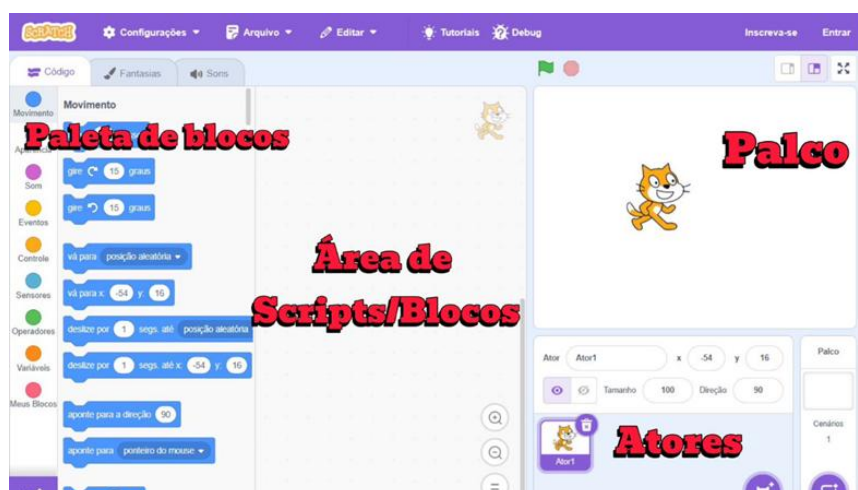 SCRATCH Configurações Arquivo Editar Tutoriais Debug Inscreva-se Entrar
Código Fantasias Sons
Movimento
Som
Eventos
Controle
Sensores
Operadores
Variáveis
Meus Blocos
Movimento
Paleta de blocos
gire 15 graus
gire 15 graus
vá para posição aleatória
vá para x: -54 y: 16
deslize por 1 segs. até posição aleatória
deslize por 1 segs. até x: -54 y: 16
aponte para a direção 90
aponte para ponteiro do mouse
Área de
Scripts/Blocos
Palco
Ator Ator1 x -54 y 16
Tamanho 100 Direção 90
Ator1
Atores
Palco
Cenários
1